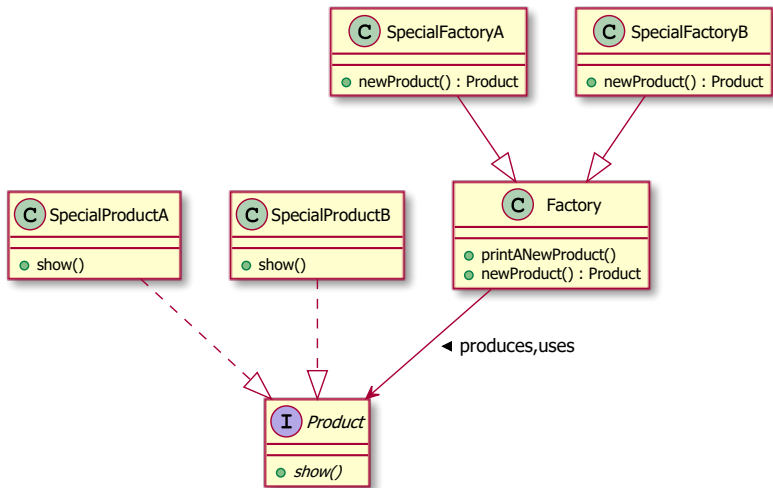 C SpecialFactoryA
newProduct() : Product
C SpecialFactoryB
newProduct() : Product
C SpecialProductA
show()
C SpecialProductB
show()
C Factory
printANewProduct()
newProduct() : Product
◄ produces,uses
I Product
show()